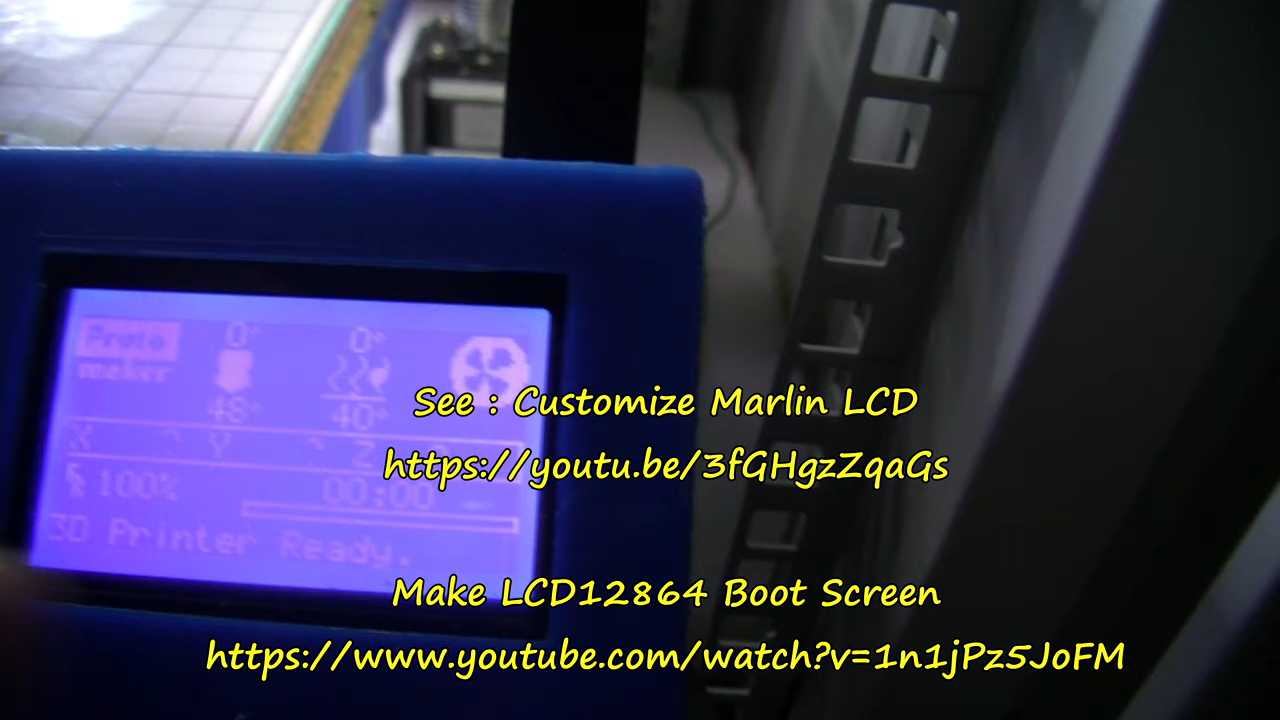 Proto
meker
0°
0°
48°
40°
X
Y
Z
100%
00:00
3D Printer Ready.
See : Customize Marlin LCD
https://youtu.be/3fGHgzZqaGs
Make LCD12864 Boot Screen
https://www.youtube.com/watch?v=1n1jPz5JoFM